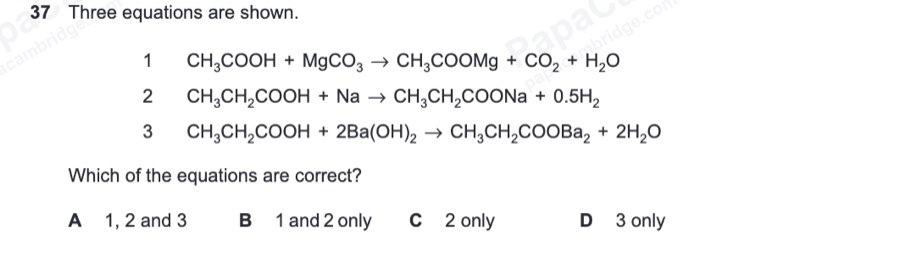 37 Three equations are shown.
1 CH₃COOH + MgCO₃ → CH₃COOMg + CO₂ + H₂O
2 CH₃CH₂COOH + Na → CH₃CH₂COONa + 0.5H₂
3 CH₃CH₂COOH + 2Ba(OH)₂ → CH₃CH₂COOBa₂ + 2H₂O
Which of the equations are correct?
A 1, 2 and 3 B 1 and 2 only C 2 only D 3 only